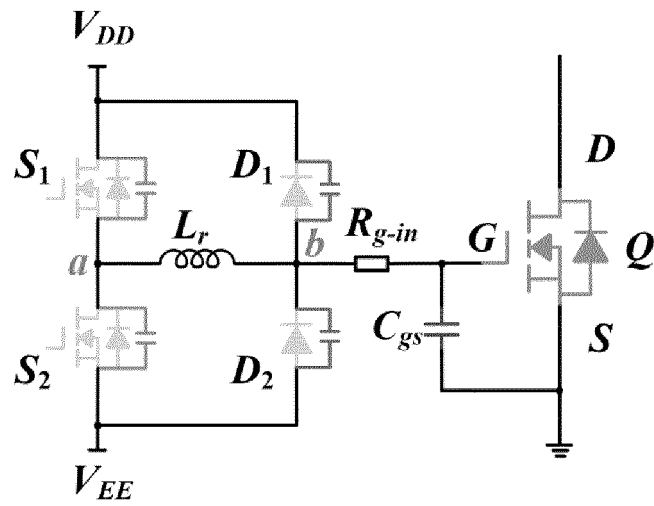 V_DD
S_1
D_1
D
L_r
b
R_g-in
G
Q
a
C_gs
S
S_2
D_2
V_EE